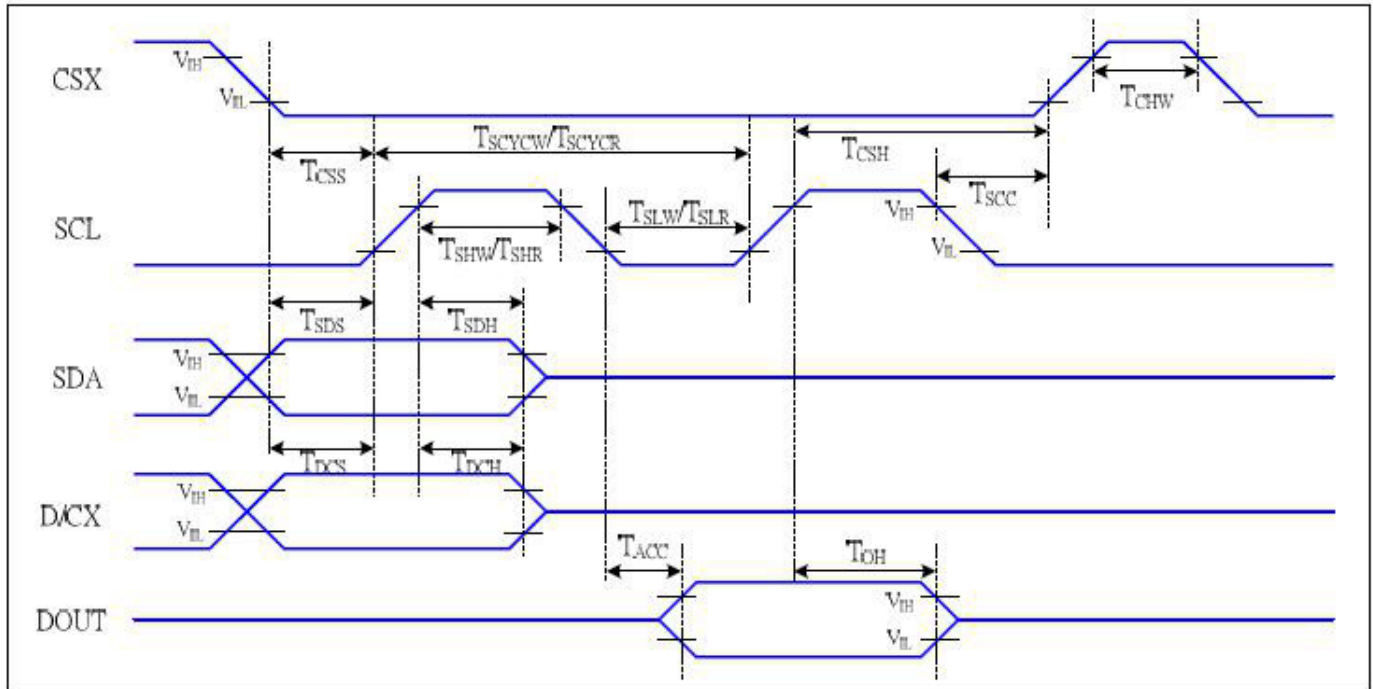 CSX
VIH
VIL
TCHW
TSCYCW/TSCYCR
TCSH
TCSS
TSCC
SCL
TSLW/TSLR
VIH
TSHW/TSHR
VIL
TSDS
TSDH
SDA
VIH
VIL
TDCS
TDCH
D/CX
VIH
VIL
TACC
TOH
DOUT
VIH
VIL